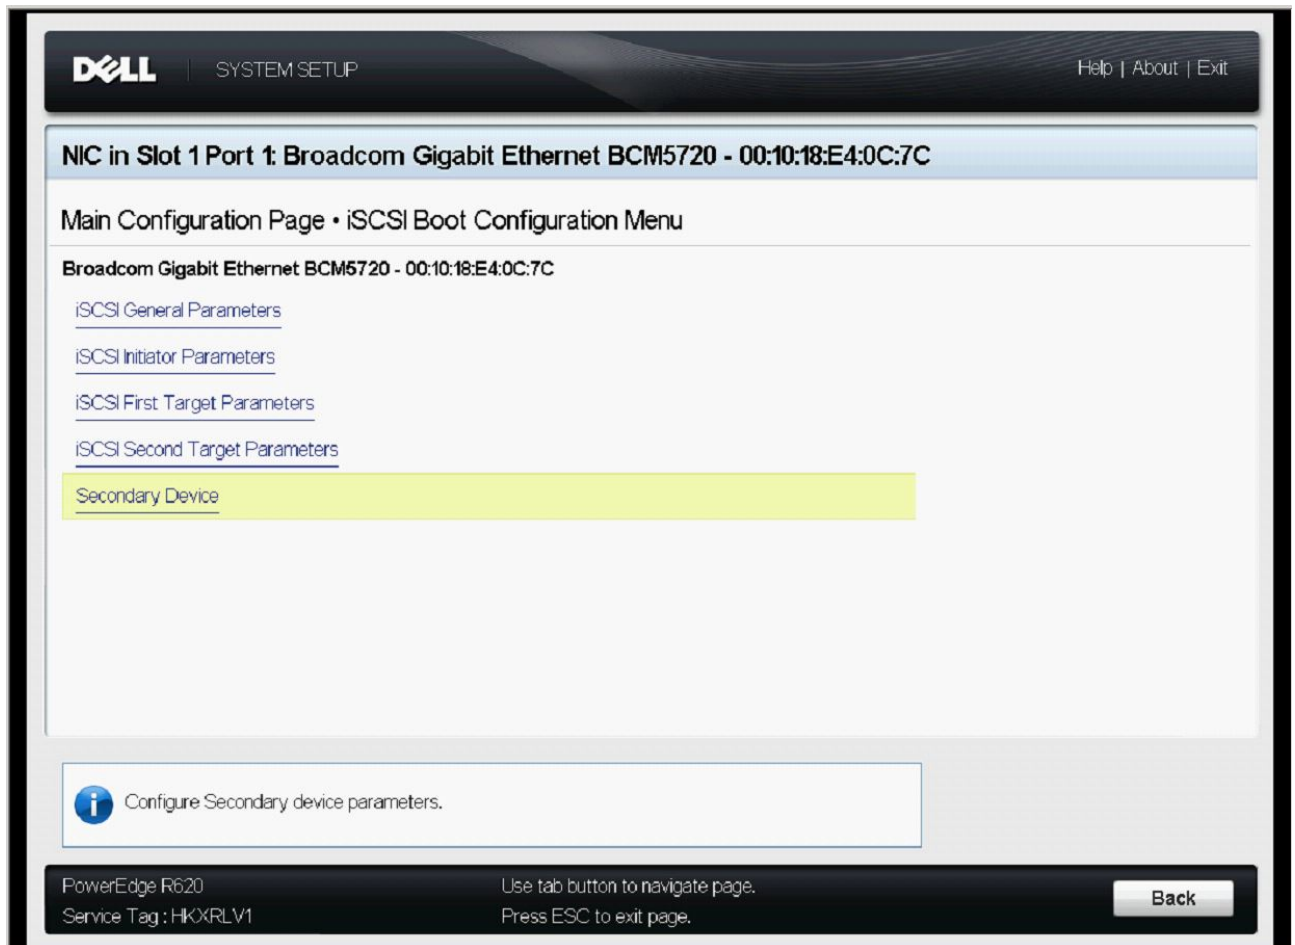 DELL SYSTEM SETUP Help | About | Exit
NIC in Slot 1 Port 1: Broadcom Gigabit Ethernet BCM5720 - 00:10:18:E4:0C:7C
Main Configuration Page • iSCSI Boot Configuration Menu
Broadcom Gigabit Ethernet BCM5720 - 00:10:18:E4:0C:7C
iSCSI General Parameters
iSCSI Initiator Parameters
iSCSI First Target Parameters
iSCSI Second Target Parameters
Secondary Device
Configure Secondary device parameters.
PowerEdge R620 Use tab button to navigate page.
Service Tag : HKXRLV1 Press ESC to exit page.
Back